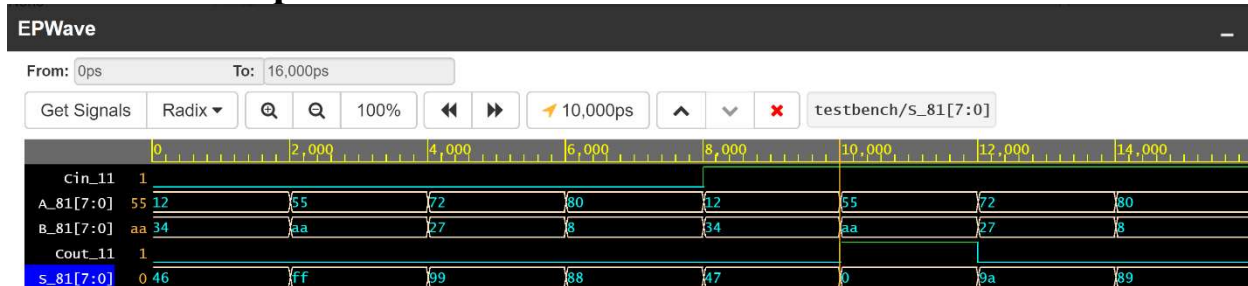 EPWave
From: 0ps To: 16,000ps
Get Signals Radix 100% 10,000ps testbench/S_81[7:0]
0 2,000 4,000 6,000 8,000 10,000 12,000 14,000
Cin_11 1
A_81[7:0] 55 12 55 72 80 12 55 72 80
B_81[7:0] aa 34 aa 27 8 34 aa 27 8
Cout_11 1
S_81[7:0] 0 46 ff 99 88 47 0 9a 89